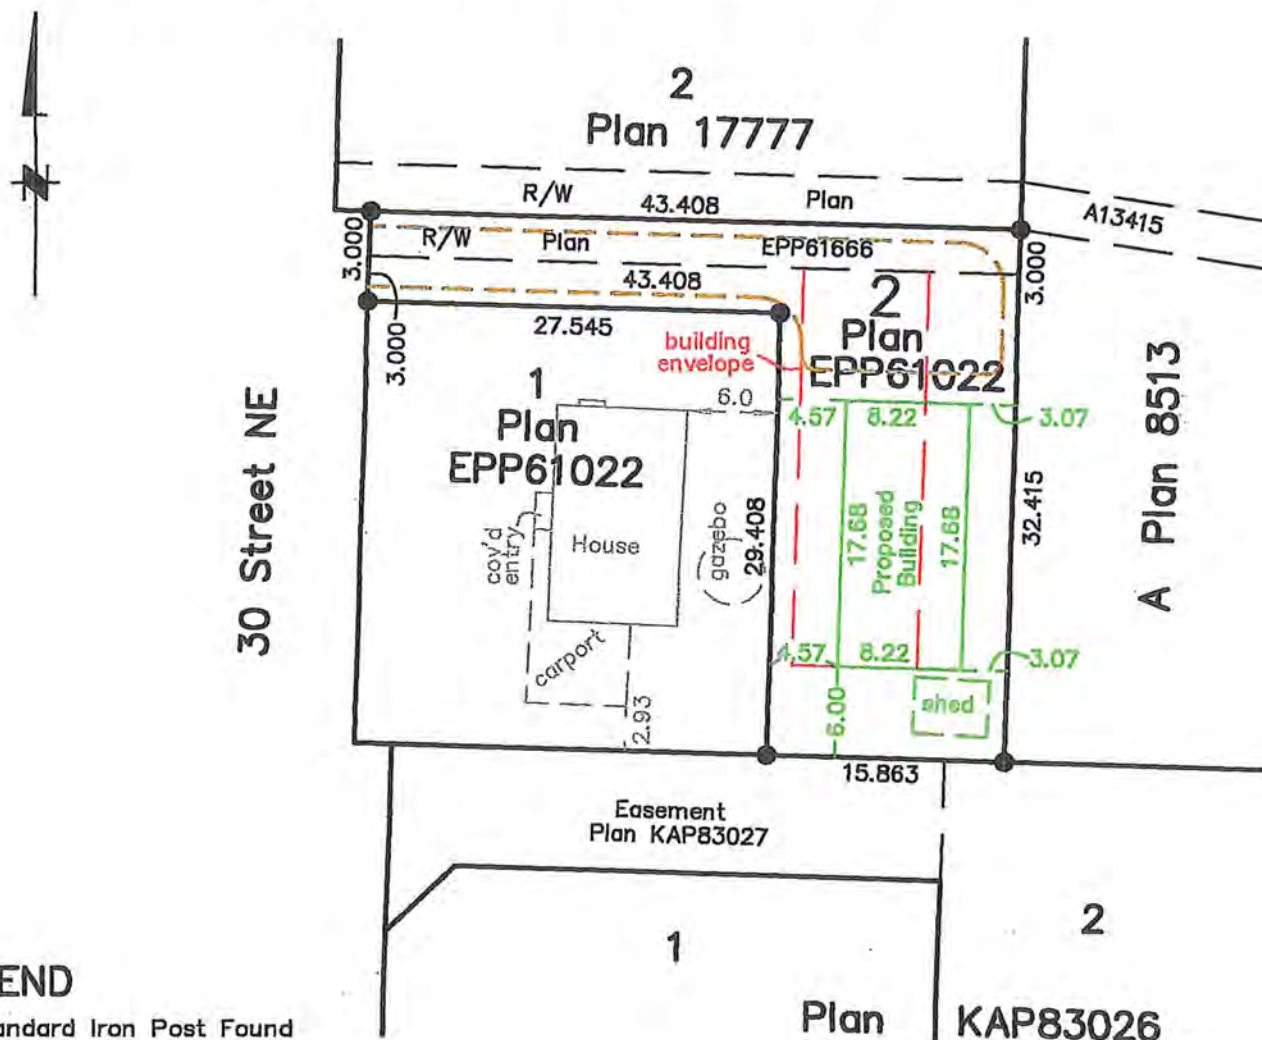 2
Plan 17777
R/W
43.408
Plan
A13415
3.000
R/W
Plan
EPP61666
3.000
43.408
2
Plan
EPP61022
27.545
3.000
building
envelope
1
Plan
EPP61022
6.0
4.57
8.22
3.07
30 Street NE
cov'd
entry
House
gazebo
29.408
17.68
Proposed
Building
17.68
32.415
A Plan 8513
carport
4.57
8.22
3.07
2.93
6.00
shed
15.863
Easement
Plan KAP83027
1
2
END
andard Iron Post Found
Plan
KAP83026